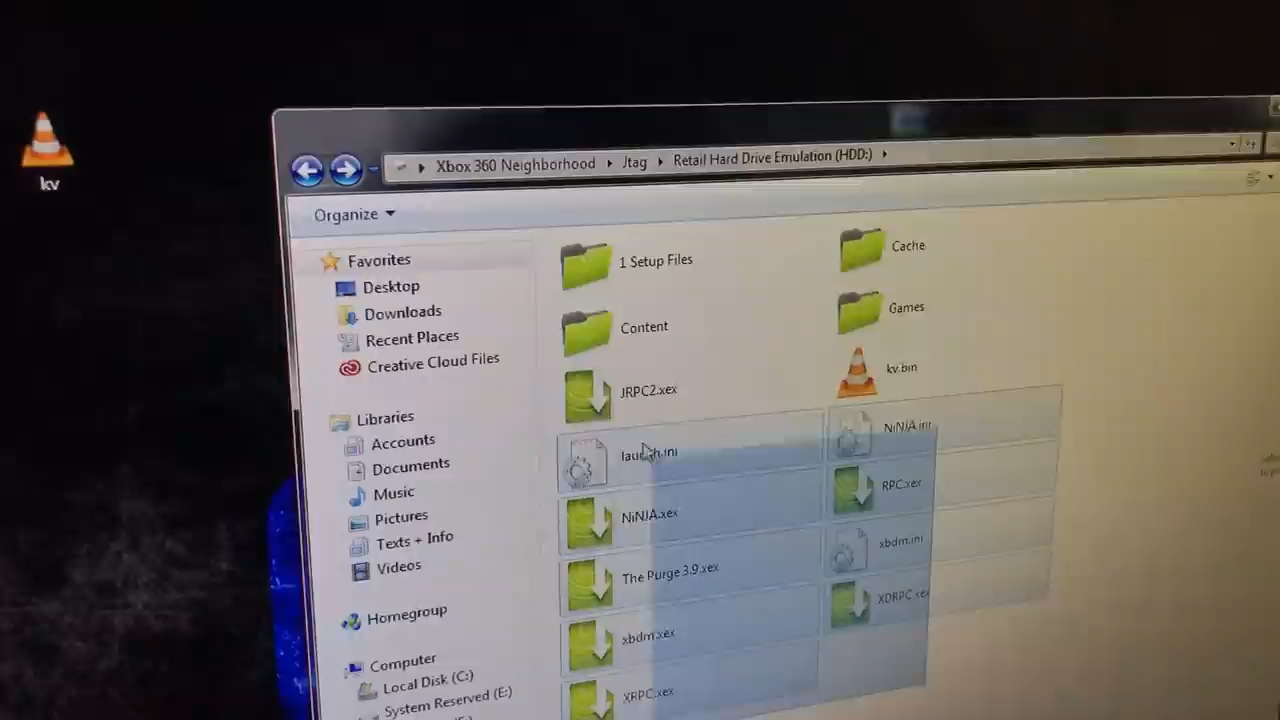 kv
Xbox 360 Neighborhood
Jtag
Retail Hard Drive Emulation (HDD:)
Organize
Favorites
Desktop
Downloads
Recent Places
Creative Cloud Files
Libraries
Accounts
Documents
Music
Pictures
Texts + Info
Videos
Homegroup
Computer
Local Disk (C:)
System Reserved (E:)
1 Setup Files
Cache
Content
Games
JRPC2.xex
kv.bin
launch.ini
NiNJA.ini
NiNJA.xex
RPC.xex
The Purge 3.9.xex
xbdm.ini
xbdm.xex
XDRPC.xex
XRPC.xex